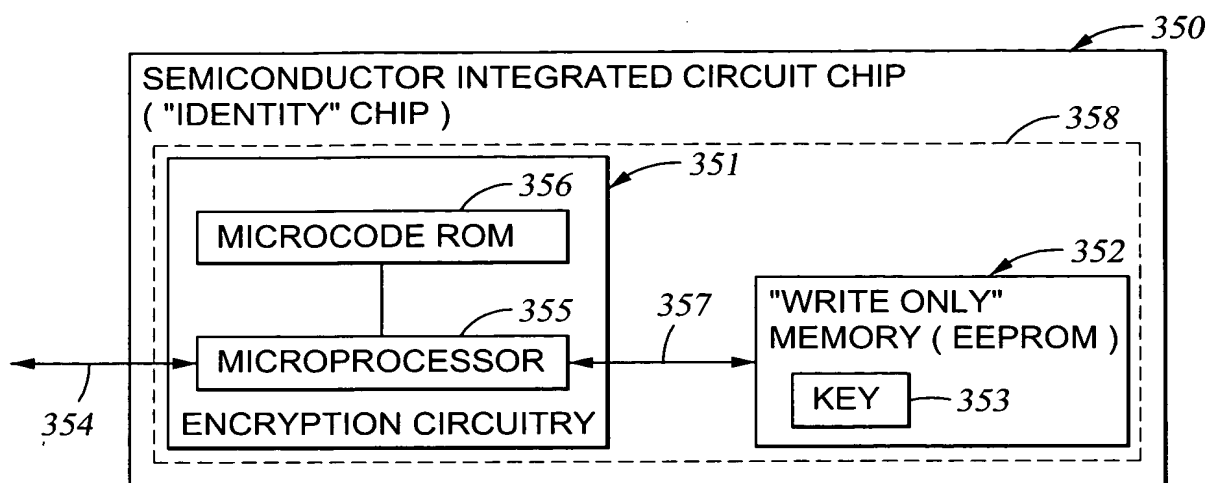 350
SEMICONDUCTOR INTEGRATED CIRCUIT CHIP
( "IDENTITY" CHIP )
358
351
356
MICROCODE ROM
352
"WRITE ONLY"
MEMORY ( EEPROM )
355
357
MICROPROCESSOR
KEY
353
354
ENCRYPTION CIRCUITRY